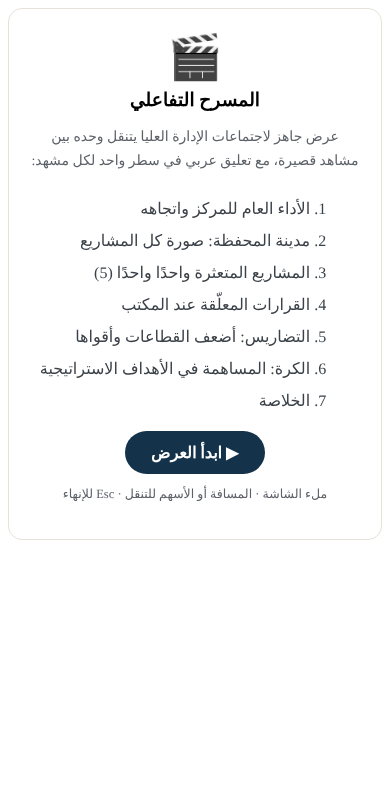 المسرح التفاعلي
عرض جاهز لاجتماعات الإدارة العليا يتنقل وحده بين
مشاهد قصيرة، مع تعليق عربي في سطر واحد لكل مشهد:
1. الأداء العام للمركز واتجاهه
2. مدينة المحفظة: صورة كل المشاريع
3. المشاريع المتعثرة واحدًا واحدًا (5)
4. القرارات المعلّقة عند المكتب
5. التضاريس: أضعف القطاعات وأقواها
6. الكرة: المساهمة في الأهداف الاستراتيجية
7. الخلاصة
▶ ابدأ العرض
ملء الشاشة · المسافة أو الأسهم للتنقل · Esc للإنهاء